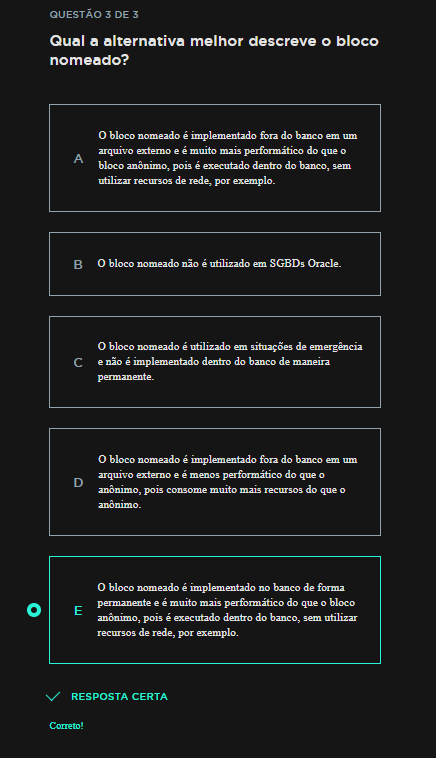 QUESTÃO 3 DE 3
Qual a alternativa melhor descreve o bloco
nomeado?
A
O bloco nomeado é implementado fora do banco em um
arquivo externo e é muito mais performático do que o
bloco anônimo, pois é executado dentro do banco, sem
utilizar recursos de rede, por exemplo.
B
O bloco nomeado não é utilizado em SGBDs Oracle.
C
O bloco nomeado é utilizado em situações de emergência
e não é implementado dentro do banco de maneira
permanente.
D
O bloco nomeado é implementado fora do banco em um
arquivo externo e é menos performático do que o
anônimo, pois consome muito mais recursos do que o
anônimo.
E
O bloco nomeado é implementado no banco de forma
permanente e é muito mais performático do que o bloco
anônimo, pois é executado dentro do banco, sem utilizar
recursos de rede, por exemplo.
RESPOSTA CERTA
Correto!